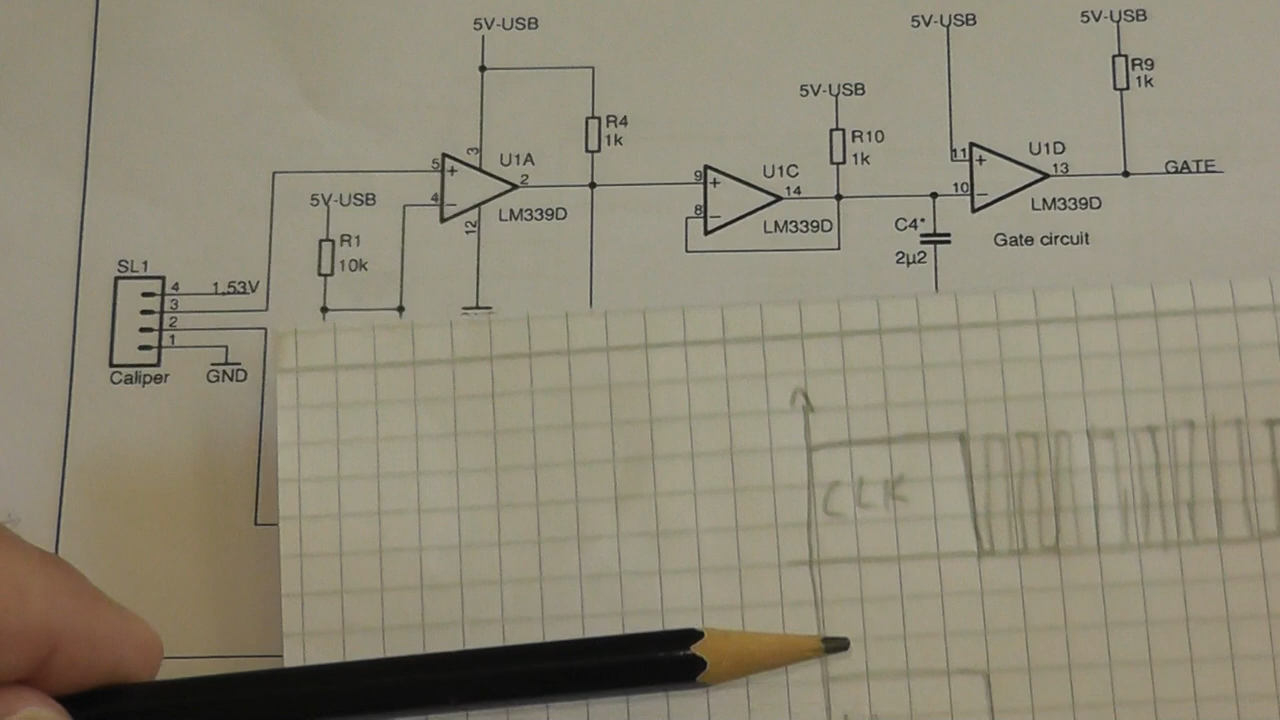 5V-USB
5V-USB
5V-USB
R4
1k
5V-USB
R10
1k
R9
1k
3
5
4
U1A
2
LM339D
12
9
8
U1C
14
LM339D
11
10
U1D
13
GATE
LM339D
C4*
2µ2
Gate circuit
5V-USB
R1
10k
SL1
4
3
2
1
1.53V
Caliper
GND
CLK